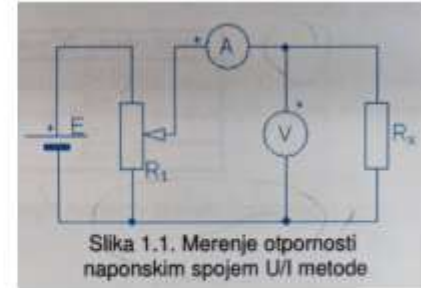 A
E
R₁
V
Rₓ
Slika 1.1. Merenje otpornosti
naponskim spojem U/I metode